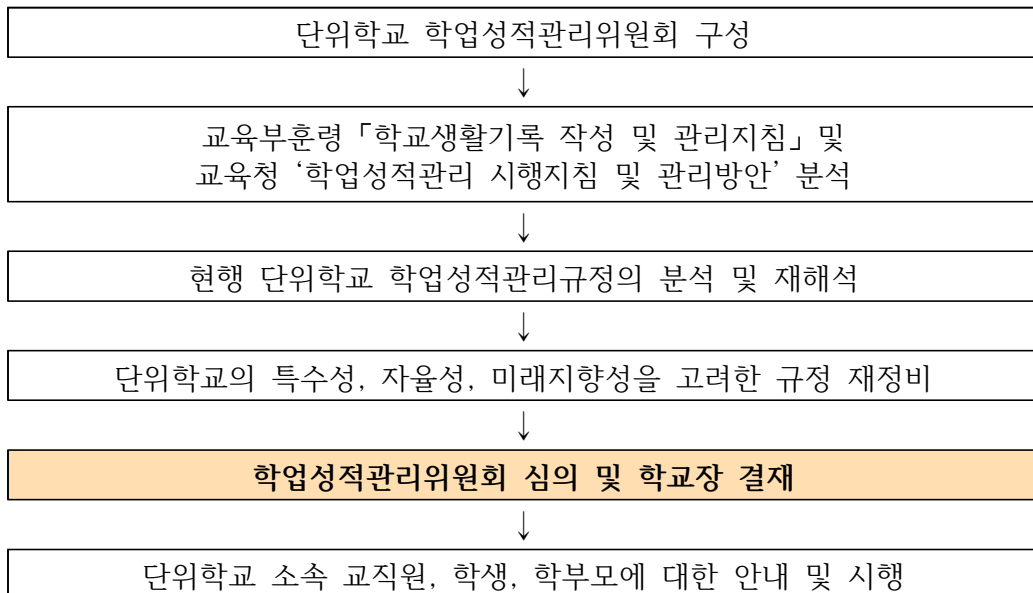 단위학교 학업성적관리위원회 구성
↓
교육부훈령「학교생활기록 작성 및 관리지침」및
교육청 ‘학업성적관리 시행지침 및 관리방안’ 분석
↓
현행 단위학교 학업성적관리규정의 분석 및 재해석
↓
단위학교의 특수성, 자율성, 미래지향성을 고려한 규정 재정비
↓
학업성적관리위원회 심의 및 학교장 결재
↓
단위학교 소속 교직원, 학생, 학부모에 대한 안내 및 시행